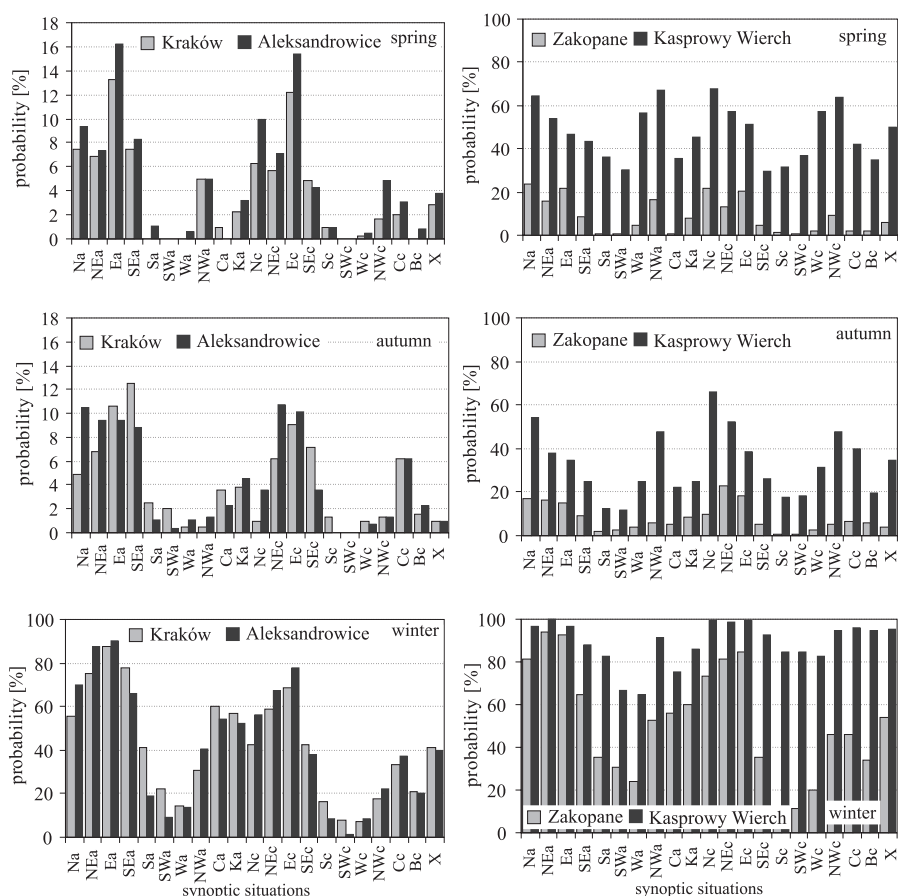 18
16
14
12
10
8
6
4
2
0
probability [%]
Kraków Aleksandrowice spring
Na NEa Ea SEa Sa SWa Wa NWa Ca Ka Nc NEc Ec SEc Sc SWc Wc NWc Cc Bc X
100
80
60
40
20
0
probability [%]
Zakopane Kasprowy Wierch spring
Na NEa Ea SEa Sa SWa Wa NWa Ca Ka Nc NEc Ec SEc Sc SWc Wc NWc Cc Bc X
18
16
14
12
10
8
6
4
2
0
probability [%]
Kraków Aleksandrowice autumn
Na NEa Ea SEa Sa SWa Wa NWa Ca Ka Nc NEc Ec SEc Sc SWc Wc NWc Cc Bc X
100
80
60
40
20
0
probability [%]
Zakopane Kasprowy Wierch autumn
Na NEa Ea SEa Sa SWa Wa NWa Ca Ka Nc NEc Ec SEc Sc SWc Wc NWc Cc Bc X
100
80
60
40
20
0
probability [%]
Kraków Aleksandrowice winter
Na NEa Ea SEa Sa SWa Wa NWa Ca Ka Nc NEc Ec SEc Sc SWc Wc NWc Cc Bc X
synoptic situations
100
80
60
40
20
0
probability [%]
Zakopane Kasprowy Wierch winter
Na NEa Ea SEa Sa SWa Wa NWa Ca Ka Nc NEc Ec SEc Sc SWc Wc NWc Cc Bc X
synoptic situations